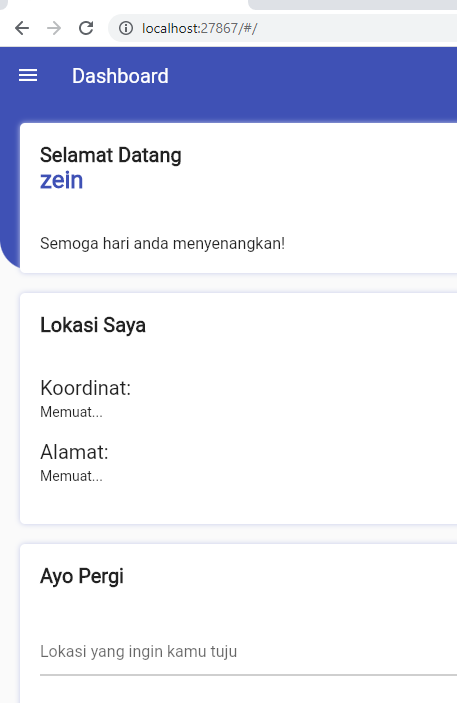 localhost:27867/#/
Dashboard
Selamat Datang
zein
Semoga hari anda menyenangkan!
Lokasi Saya
Koordinat:
Memuat...
Alamat:
Memuat...
Ayo Pergi
Lokasi yang ingin kamu tuju